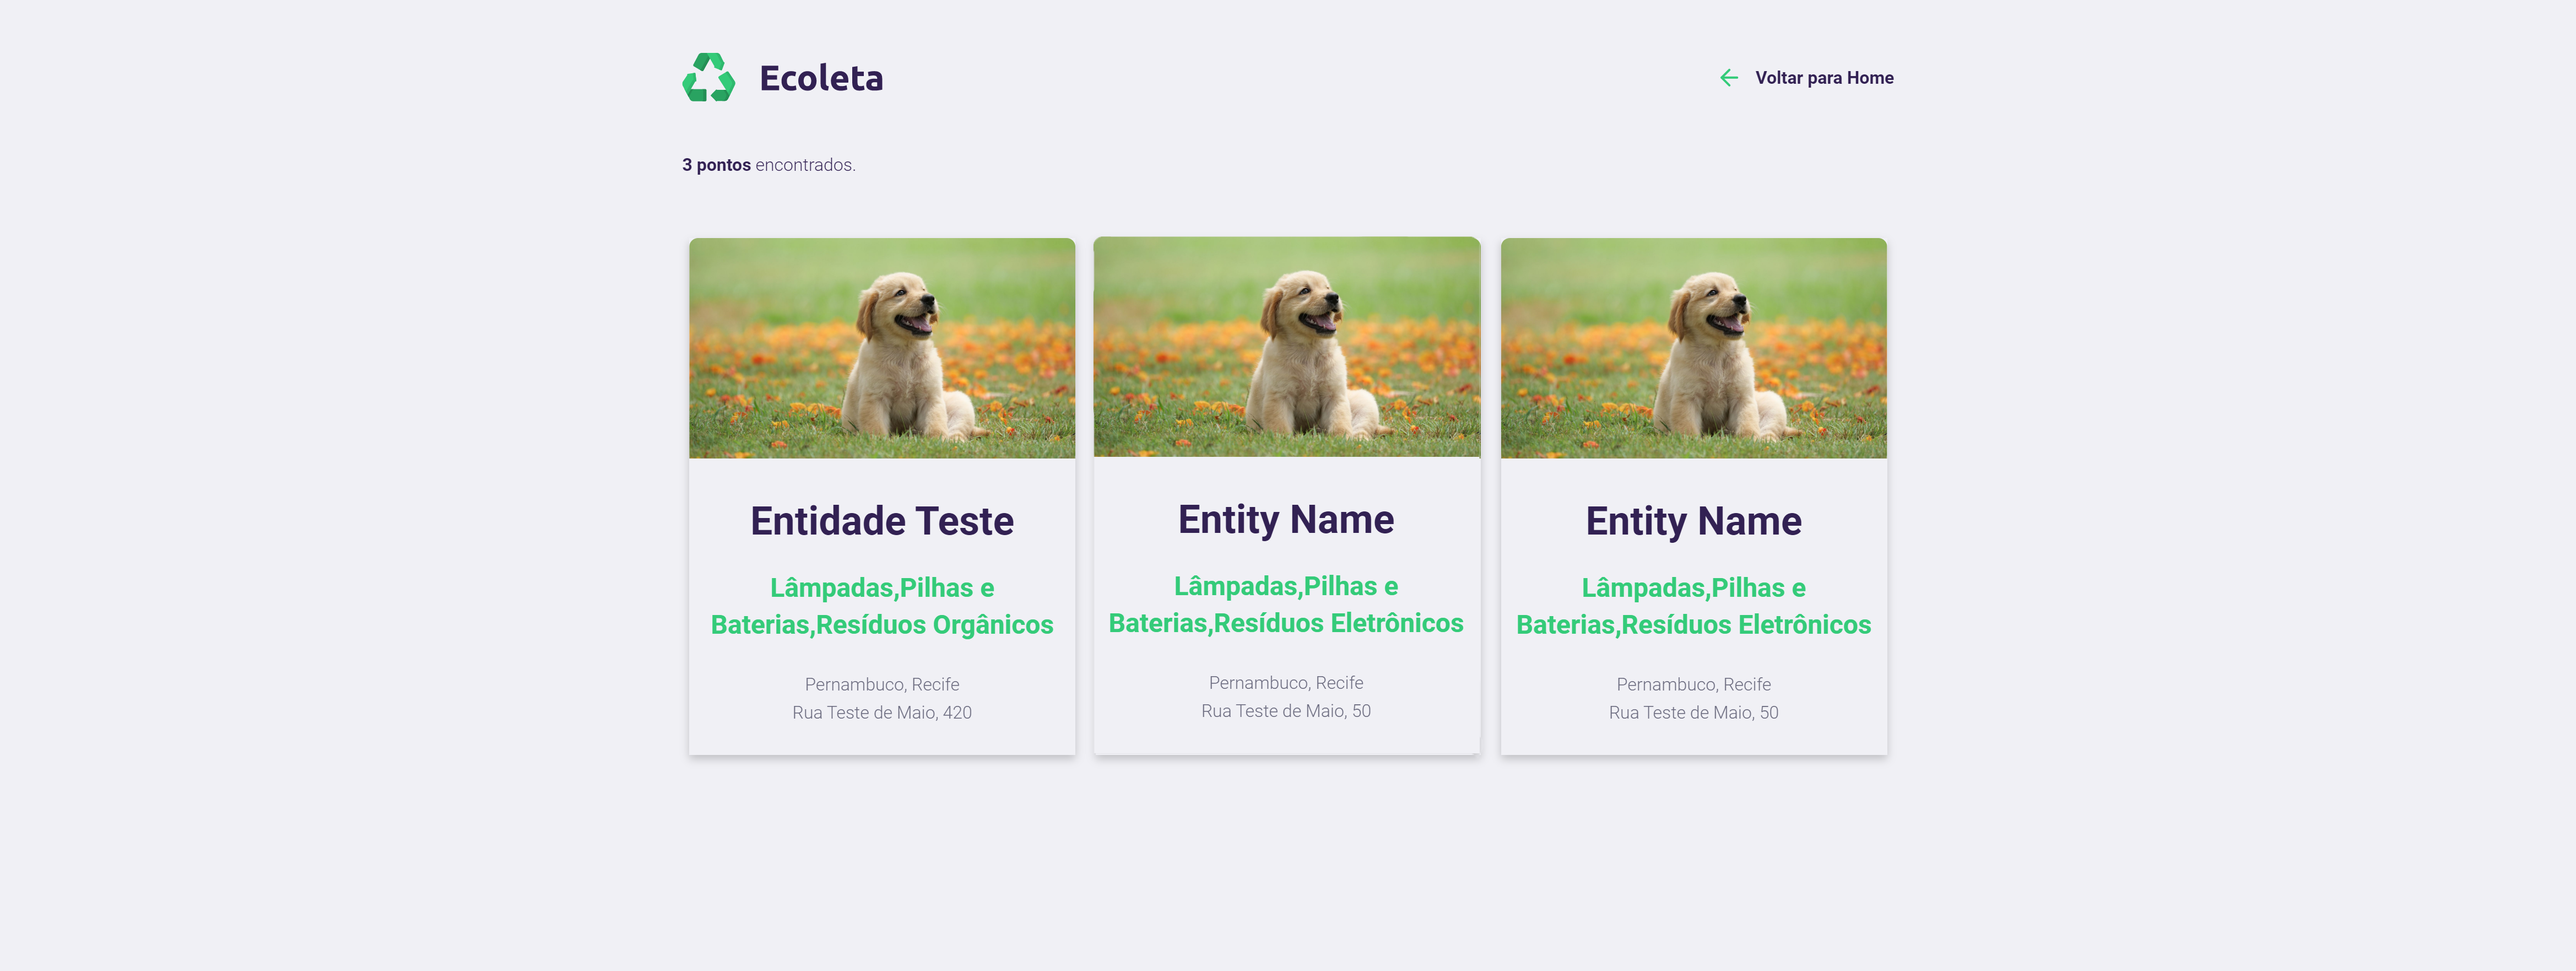 Ecoleta
Voltar para Home
3 pontos encontrados.
Entidade Teste
Lâmpadas,Pilhas e
Baterias,Resíduos Orgânicos
Pernambuco, Recife
Rua Teste de Maio, 420
Entity Name
Lâmpadas,Pilhas e
Baterias,Resíduos Eletrônicos
Pernambuco, Recife
Rua Teste de Maio, 50
Entity Name
Lâmpadas,Pilhas e
Baterias,Resíduos Eletrônicos
Pernambuco, Recife
Rua Teste de Maio, 50